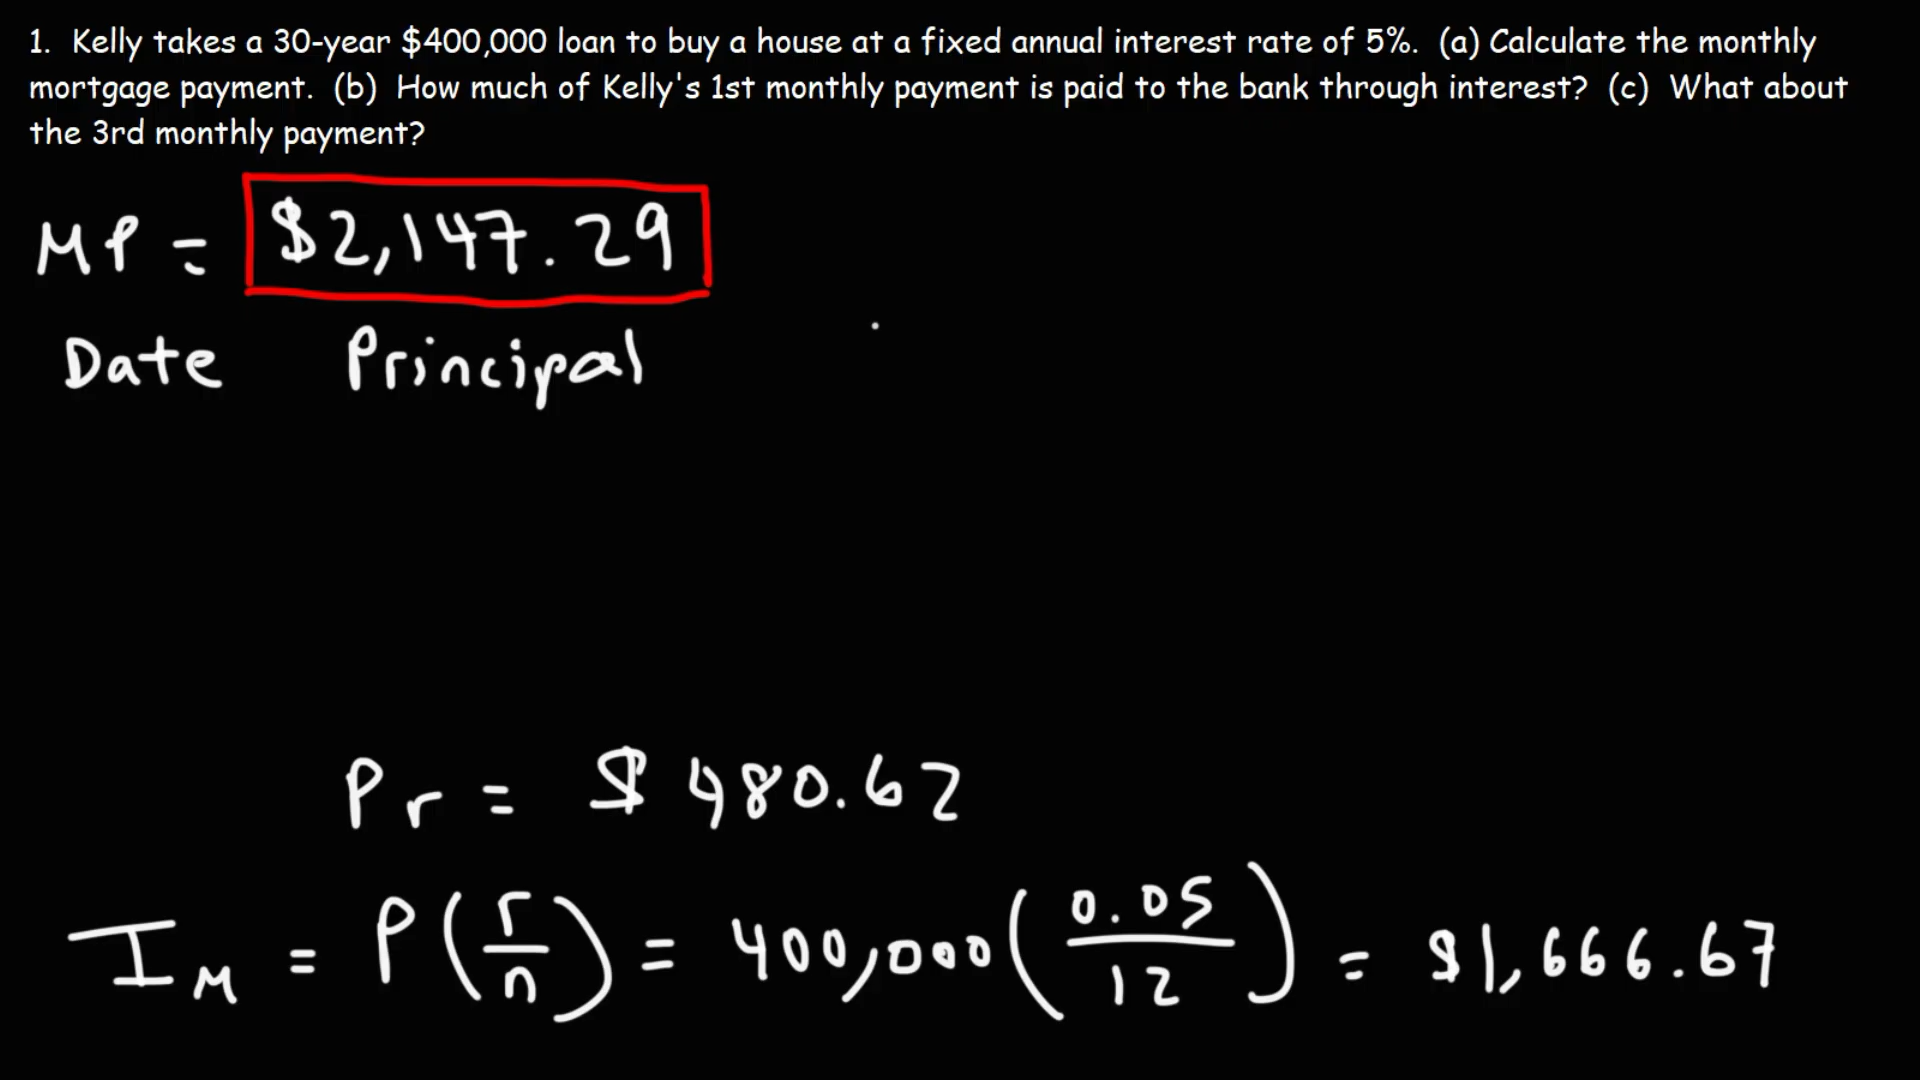 1. Kelly takes a 30-year $400,000 loan to buy a house at a fixed annual interest rate of 5%. (a) Calculate the monthly
mortgage payment. (b) How much of Kelly's 1st monthly payment is paid to the bank through interest? (c) What about
the 3rd monthly payment?
MP = $2,147.29
Date Principal
Pr = $480.62
I_M = P(r/n) = 400,000(0.05/12) = $1,666.67